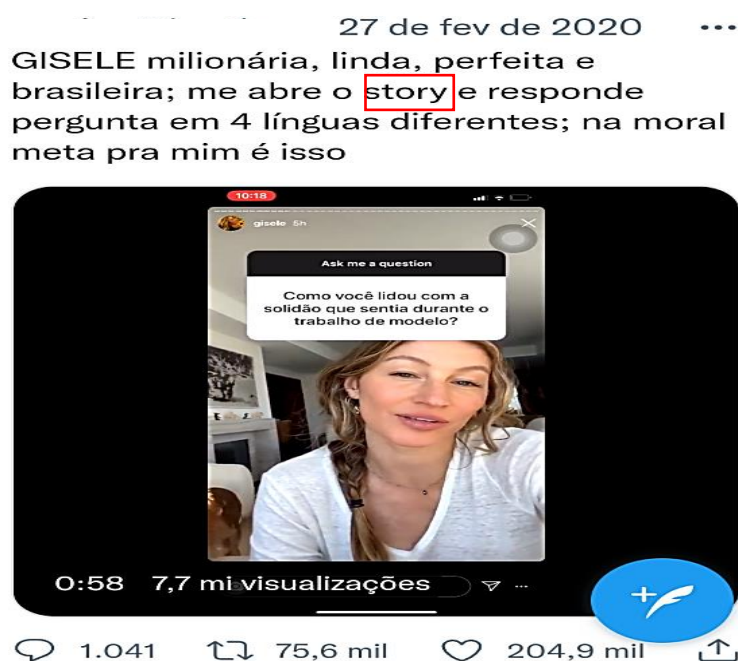 27 de fev de 2020
GISELE milionária, linda, perfeita e
brasileira; me abre o story e responde
pergunta em 4 línguas diferentes; na moral
meta pra mim é isso
10:18
gisele 5h
Ask me a question
Como você lidou com a
solidão que sentia durante o
trabalho de modelo?
0:58 7,7 mi visualizações
1.041 75,6 mil 204,9 mil